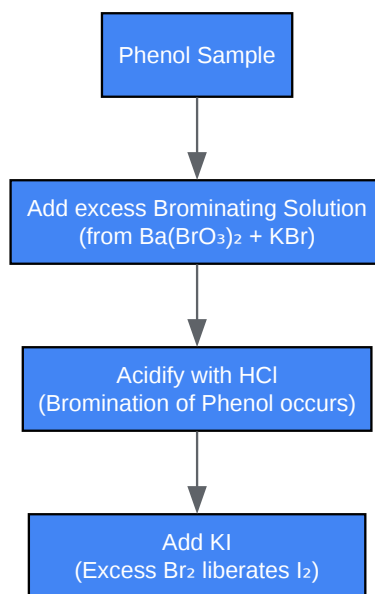 Phenol Sample
Add excess Brominating Solution
(from Ba(BrO₃)₂ + KBr)
Acidify with HCl
(Bromination of Phenol occurs)
Add KI
(Excess Br₂ liberates I₂)